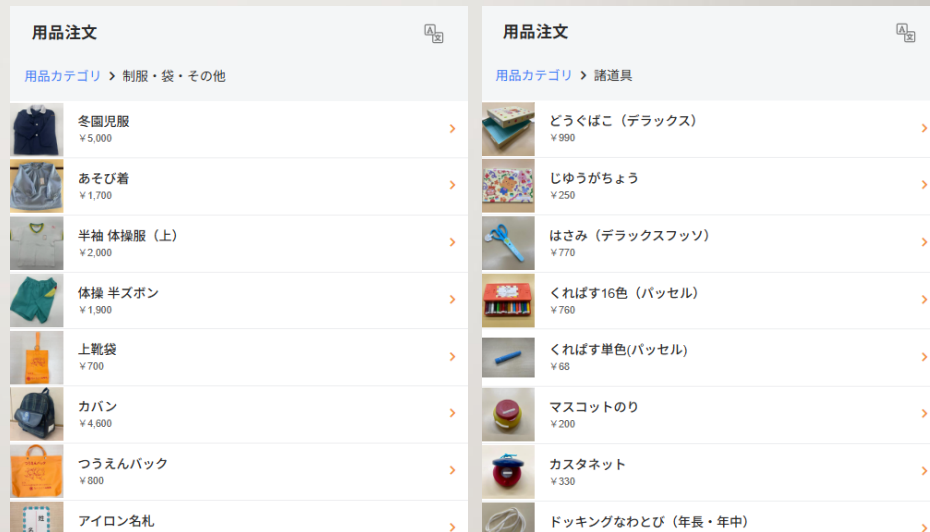 用品注文
用品カテゴリ > 制服・袋・その他
冬園児服
￥5,000
あそび着
￥1,700
半袖 体操服（上）
￥2,000
体操 半ズボン
￥1,900
上靴袋
￥700
カバン
￥4,600
つうえんバック
￥800
アイロン名札
用品注文
用品カテゴリ > 諸道具
どうぐばこ（デラックス）
￥990
じゆうがちょう
￥250
はさみ（デラックスフッソ）
￥770
くれぱす16色（パッセル）
￥760
くれぱす単色(パッセル)
￥68
マスコットのり
￥200
カスタネット
￥330
ドッキングなわとび（年長・年中）